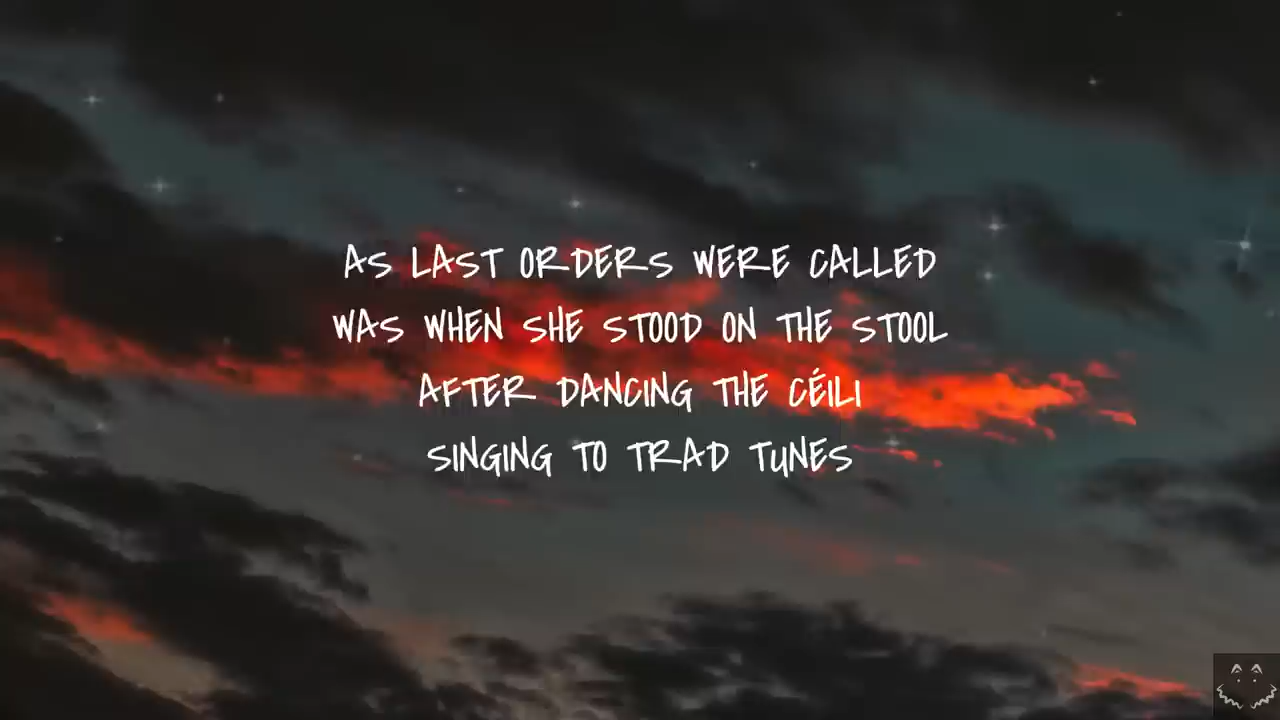 AS LAST ORDERS WERE CALLED
WAS WHEN SHE STOOD ON THE STOOL
AFTER DANCING THE CÉILI
SINGING TO TRAD TUNES